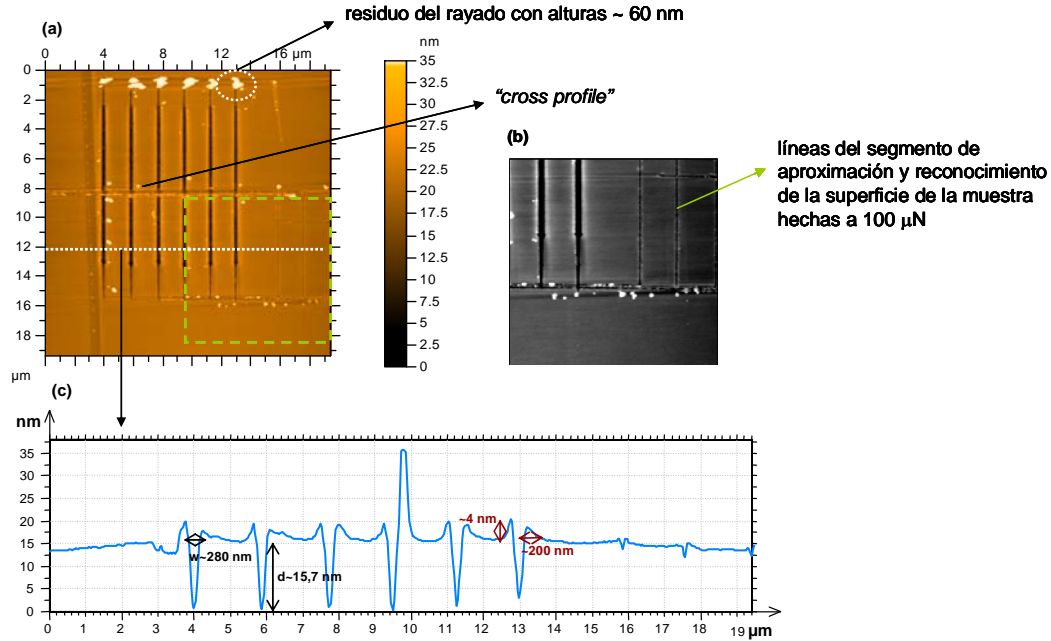 residuo del rayado con alturas ~ 60 nm
(a)
0 4 8 12 16 µm
nm
0
2
4
6
8
10
12
14
16
18
µm
35
32.5
30
27.5
25
22.5
20
17.5
15
12.5
10
7.5
5
2.5
0
“cross profile”
(b)
líneas del segmento de
aproximación y reconocimiento
de la superficie de la muestra
hechas a 100 µN
(c)
nm
35
30
25
20
15
10
5
0
w~280 nm
d~15,7 nm
~4 nm
~200 nm
0 1 2 3 4 5 6 7 8 9 10 11 12 13 14 15 16 17 18 19 µm